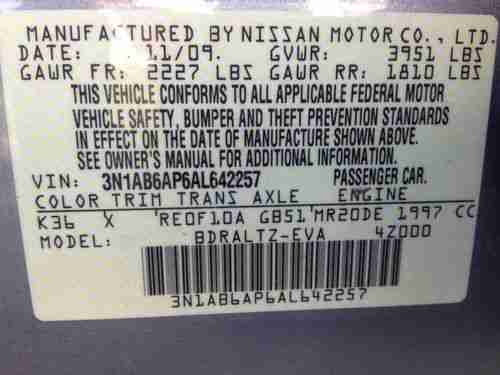 MANUFACTURED BY NISSAN MOTOR CO., LTD.
DATE: 11/09. GVWR: 3951 LBS
GAWR FR: 2227 LBS GAWR RR: 1810 LBS
THIS VEHICLE CONFORMS TO ALL APPLICABLE FEDERAL MOTOR
VEHICLE SAFETY, BUMPER AND THEFT PREVENTION STANDARDS
IN EFFECT ON THE DATE OF MANUFACTURE SHOWN ABOVE.
SEE OWNER'S MANUAL FOR ADDITIONAL INFORMATION.
VIN: 3N1AB6AP6AL642257 PASSENGER CAR.
COLOR TRIM TRANS AXLE ENGINE
K36 X RE0F10A GB51 MR20DE 1997 CC
MODEL: BDRALTZ-EVA 4Z000
3N1AB6AP6AL642257